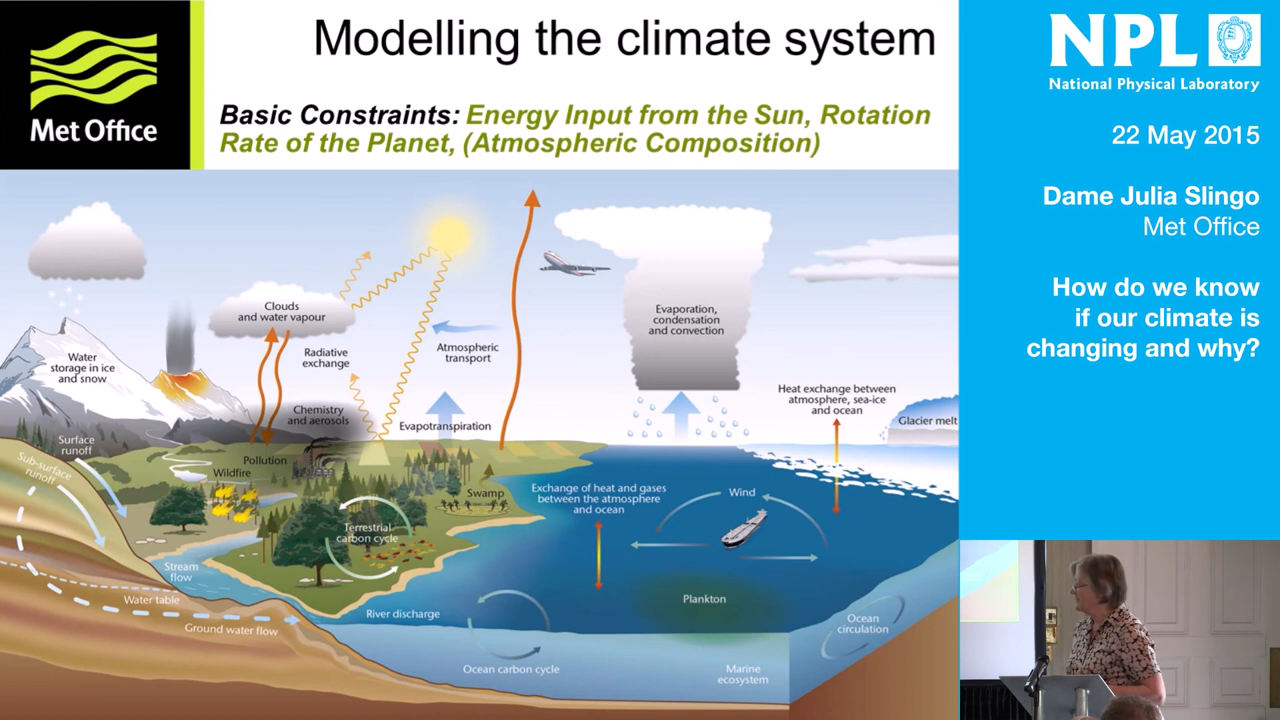 Modelling the climate system
Met Office
Basic Constraints: Energy Input from the Sun, Rotation
Rate of the Planet, (Atmospheric Composition)
Clouds
and water vapour
Water
storage in ice
and snow
Radiative
exchange
Atmospheric
transport
Evaporation,
condensation
and convection
Chemistry
and aerosols
Evapotranspiration
Heat exchange between
atmosphere, sea-ice
and ocean
Glacier melt
Surface
runoff
Sub-surface
runoff
Pollution
Wildfire
Swamp
Exchange of heat and gases
between the atmosphere
and ocean
Wind
Terrestrial
carbon cycle
Stream
flow
Water table
Ground water flow
River discharge
Plankton
Ocean
circulation
Ocean carbon cycle
Marine
ecosystem
NPL
National Physical Laboratory
22 May 2015
Dame Julia Slingo
Met Office
How do we know
if our climate is
changing and why?